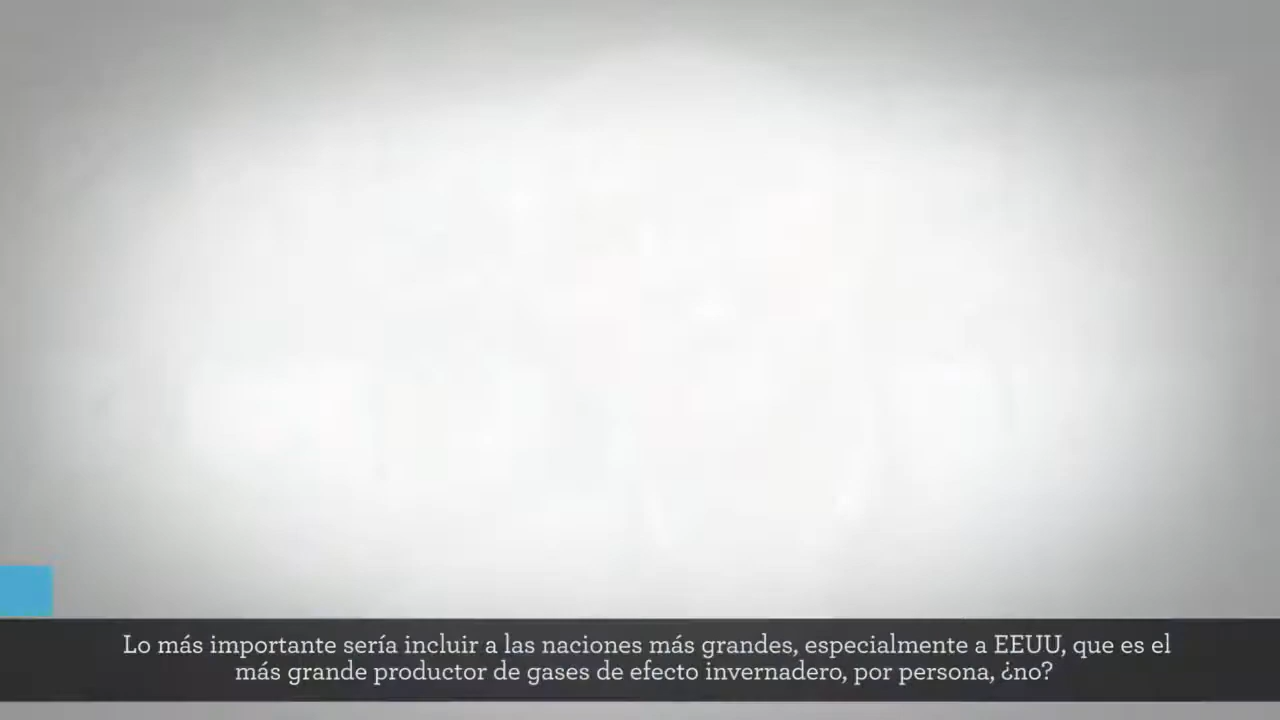 Lo más importante sería incluir a las naciones más grandes, especialmente a EEUU, que es el
más grande productor de gases de efecto invernadero, por persona, ¿no?